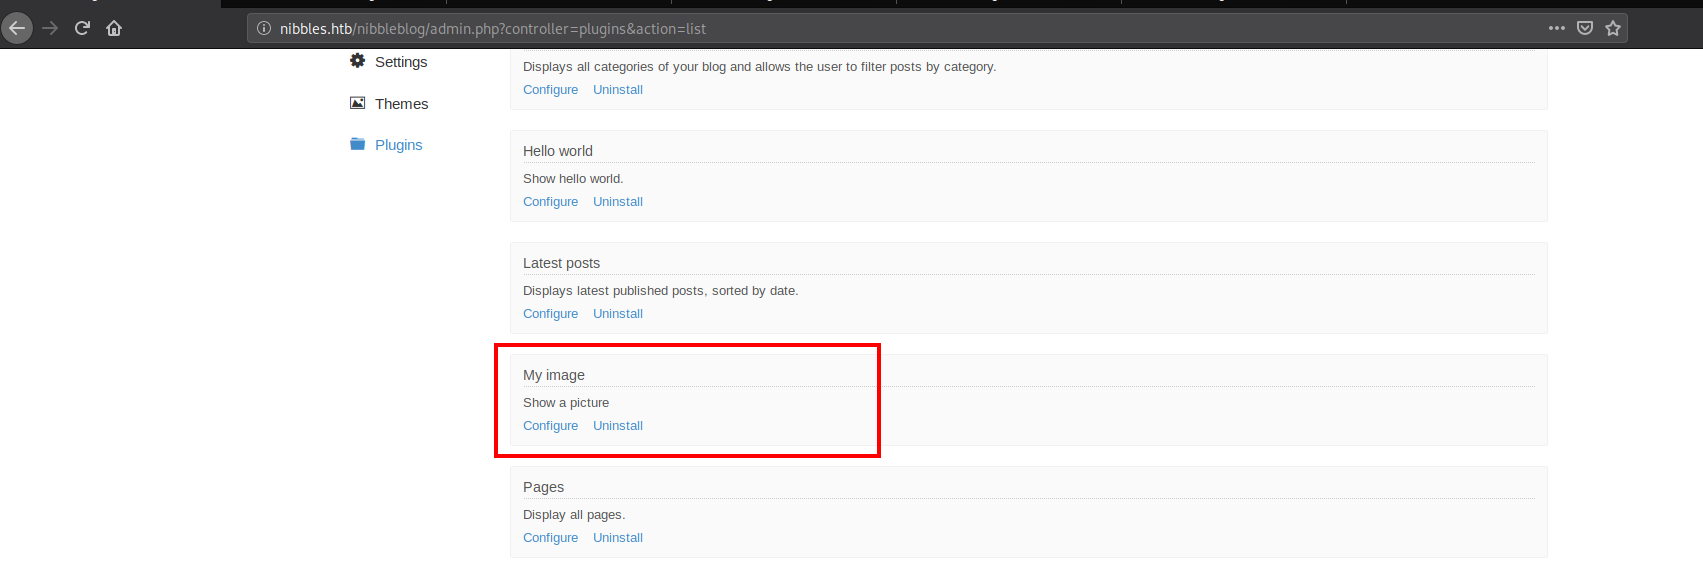 nibbles.htb/nibbleblog/admin.php?controller=plugins&action=list
Settings
Themes
Plugins
Displays all categories of your blog and allows the user to filter posts by category.
Configure Uninstall
Hello world
Show hello world.
Configure Uninstall
Latest posts
Displays latest published posts, sorted by date.
Configure Uninstall
My image
Show a picture
Configure Uninstall
Pages
Display all pages.
Configure Uninstall